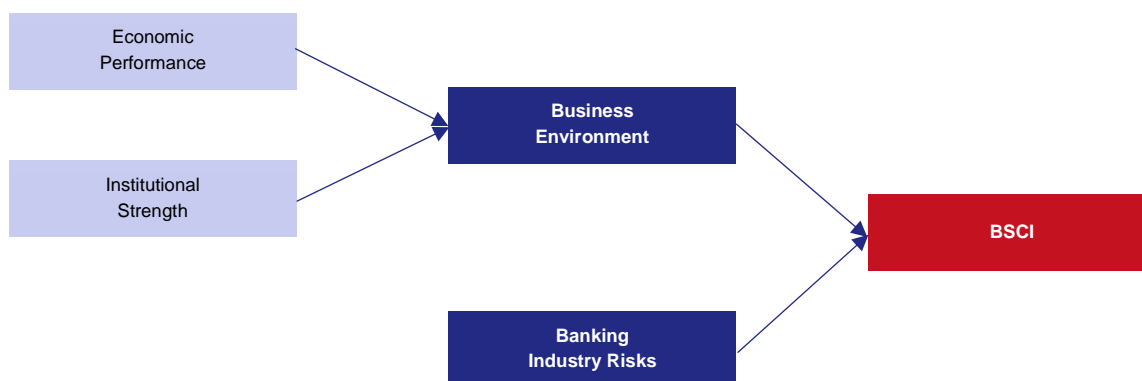 Economic
Performance
Institutional
Strength
Business
Environment
Banking
Industry Risks
BSCI